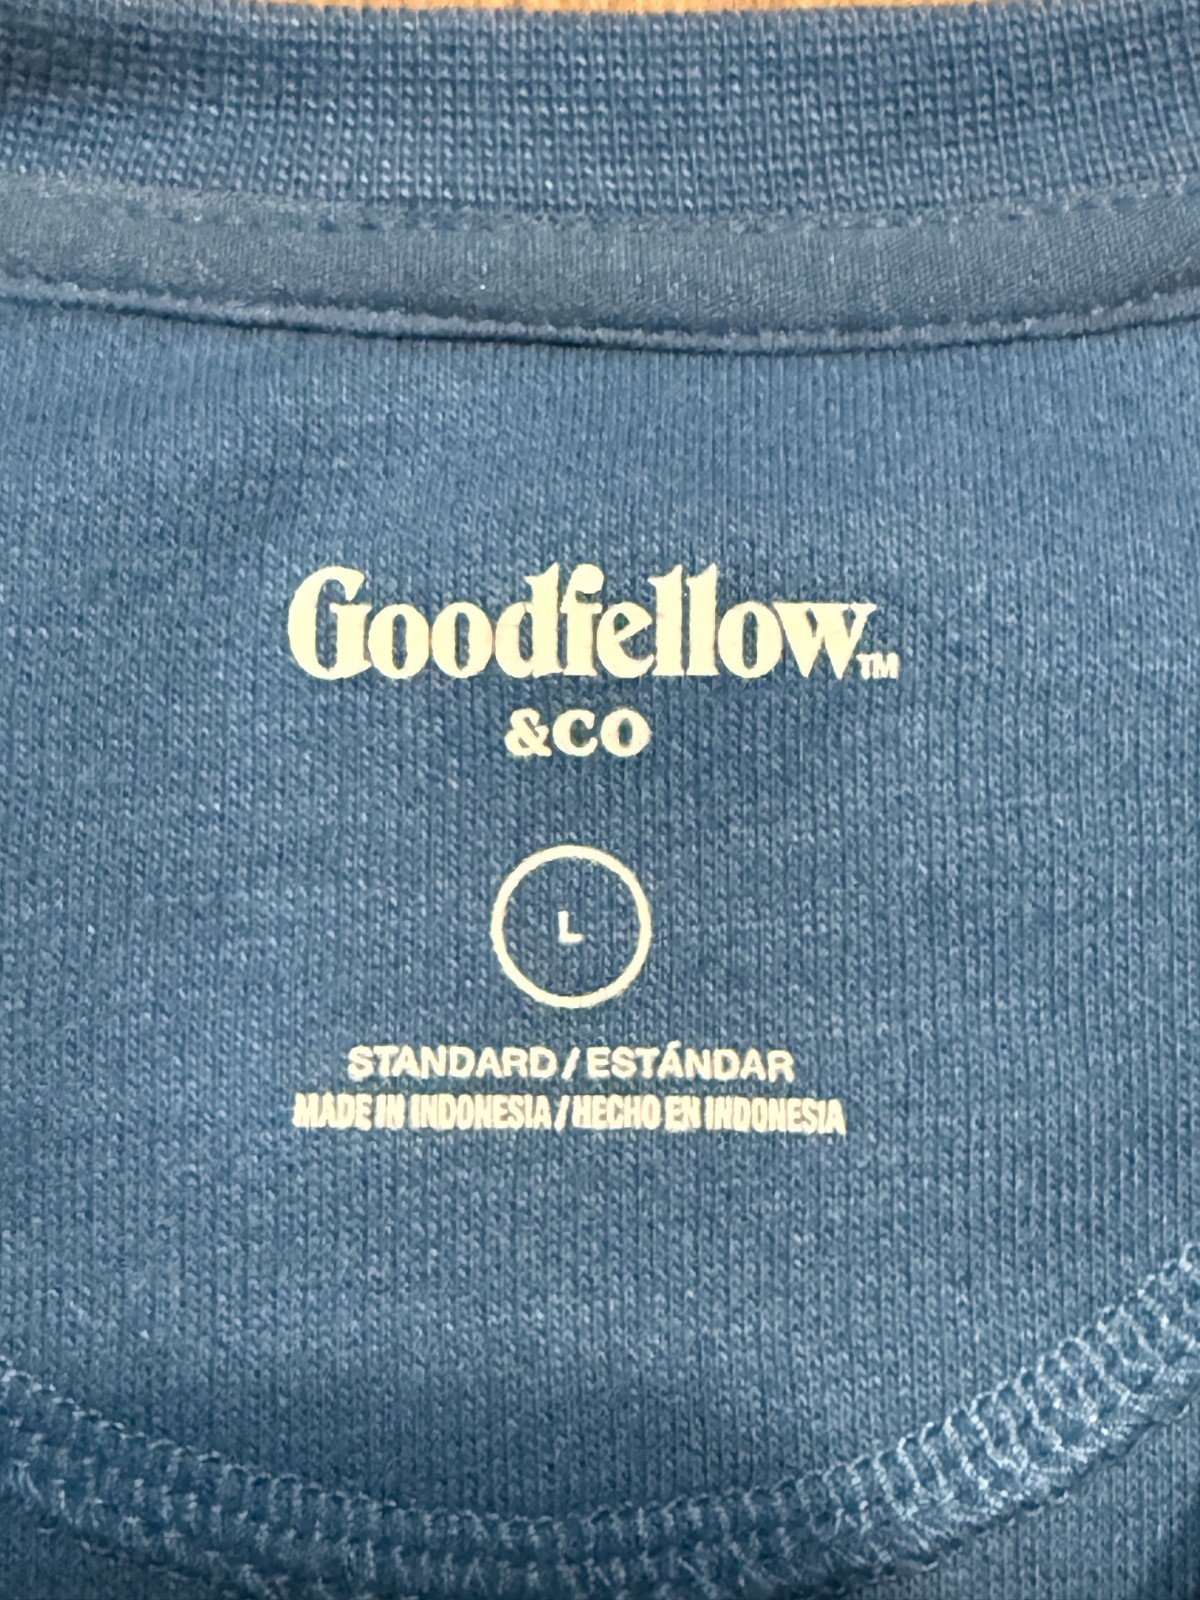 Goodfellow™
&CO
L
STANDARD / ESTÁNDAR
MADE IN INDONESIA / HECHO EN INDONESIA